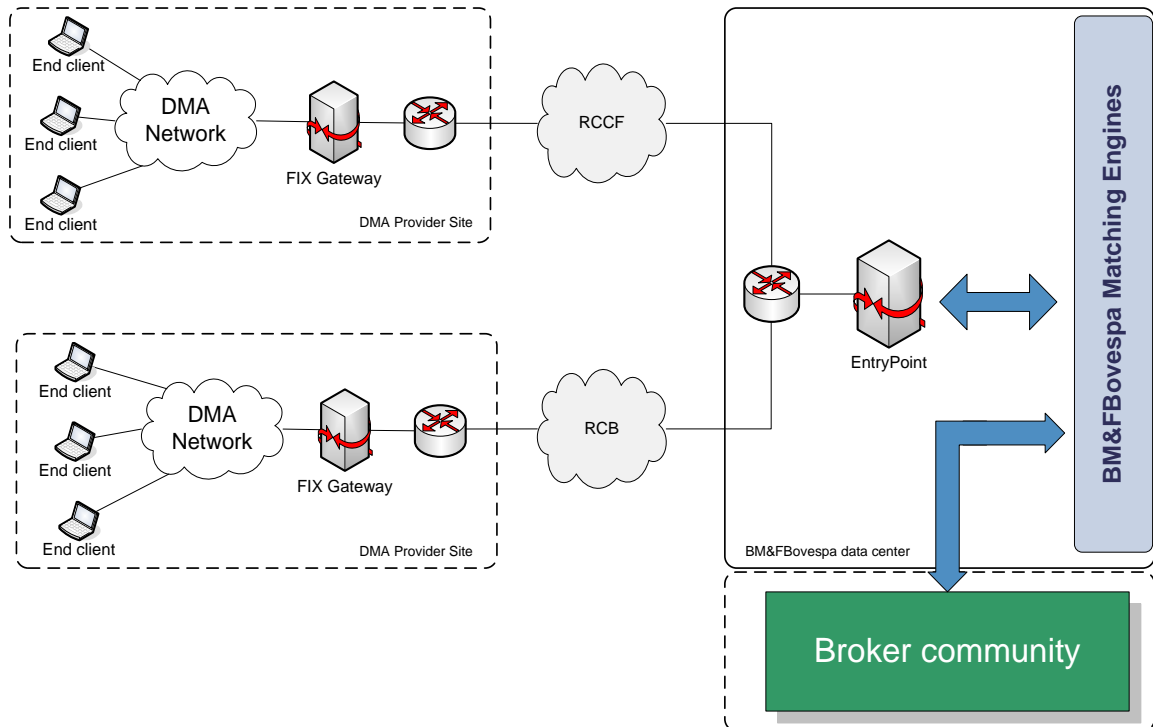 End client
End client
End client
DMA
Network
FIX Gateway
DMA Provider Site
RCCF
End client
End client
End client
DMA
Network
FIX Gateway
DMA Provider Site
RCB
EntryPoint
BM&FBovespa Matching Engines
BM&FBovespa data center
Broker community